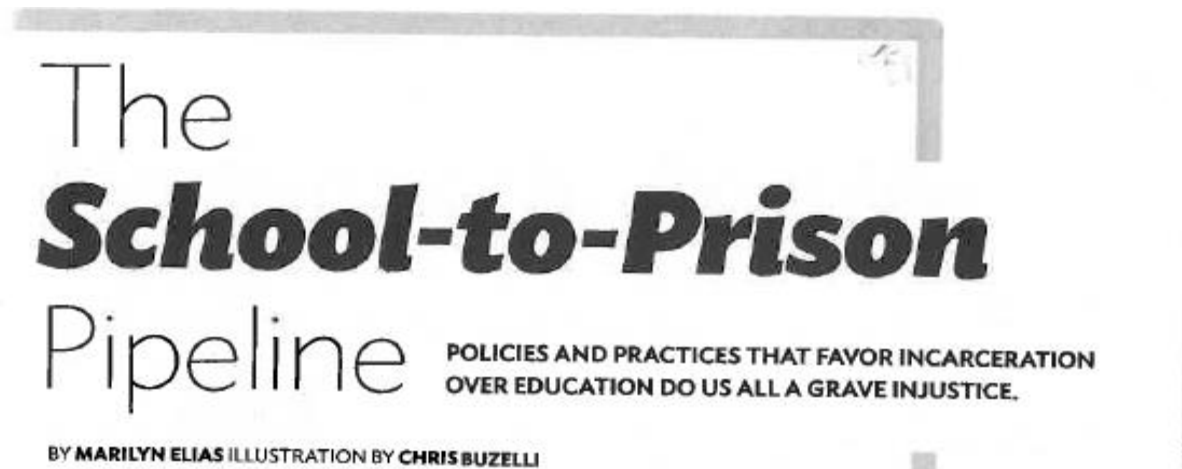 The
School-to-Prison
Pipeline
POLICIES AND PRACTICES THAT FAVOR INCARCERATION
OVER EDUCATION DO US ALL A GRAVE INJUSTICE.
BY MARILYN ELIAS ILLUSTRATION BY CHRIS BUZELLI